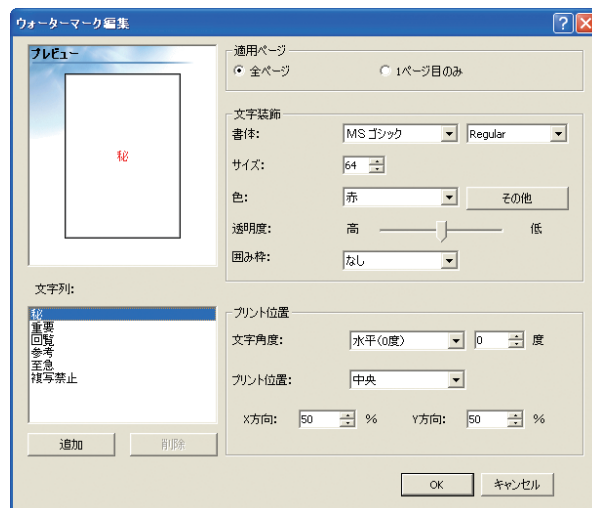 ウォーターマーク編集
プレビュー
秘
文字列:
秘
重要
回覧
参考
至急
複写禁止
追加 削除
適用ページ
全ページ 1ページ目のみ
文字装飾
書体: MS ゴシック Regular
サイズ: 64
色: 赤 その他
透明度: 高 低
囲み枠: なし
プリント位置
文字角度: 水平(0度) 0 度
プリント位置: 中央
X方向: 50 % Y方向: 50 %
OK キャンセル